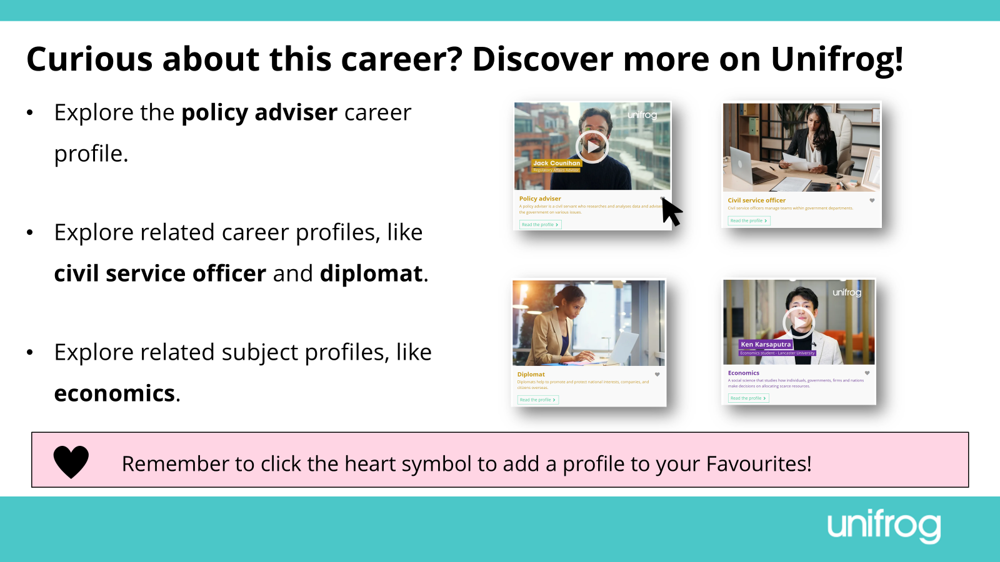 Curious about this career? Discover more on Unifrog!
• Explore the policy adviser career
profile.
• Explore related career profiles, like
civil service officer and diplomat.
• Explore related subject profiles, like
economics.
unifrog
Jack Counihan
Regulatory Affairs Advisor
Policy adviser
A policy adviser is a civil servant who researches and analyses data and advises
the government on various issues.
Read the profile
Civil service officer
Civil service officers manage teams within government departments.
Read the profile
Diplomat
Diplomats help to promote and protect national interests, companies, and
citizens overseas.
Read the profile
unifrog
Ken Karsaputra
Economics student - Lancaster University
Economics
A social science that studies how individuals, governments, firms and nations
make decisions on allocating scarce resources.
Read the profile
Remember to click the heart symbol to add a profile to your Favourites!
unifrog